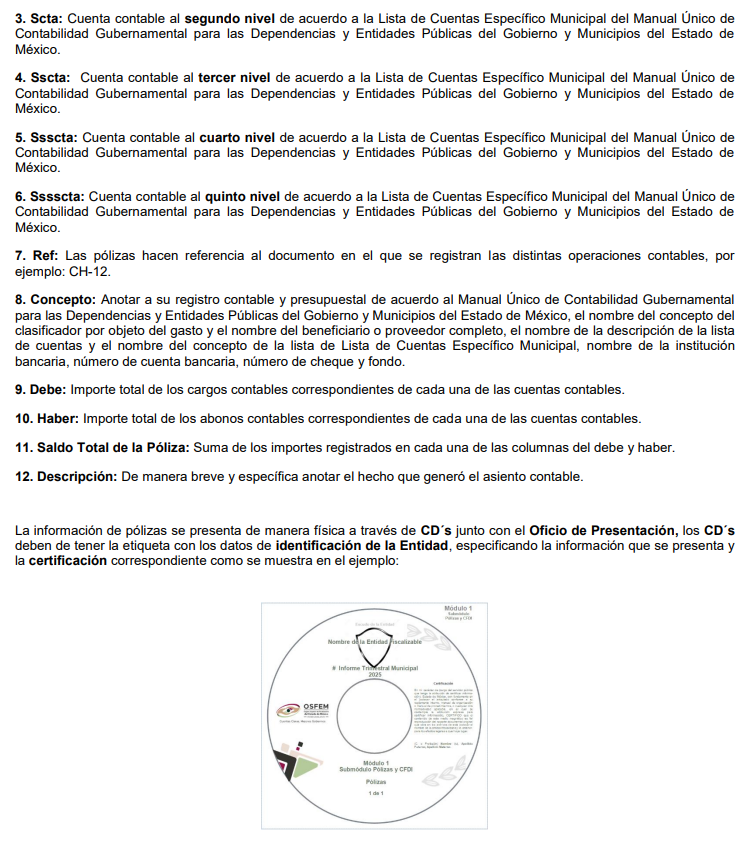 3. Scta: Cuenta contable al segundo nivel de acuerdo a la Lista de Cuentas Específico Municipal del Manual Único de
Contabilidad Gubernamental para las Dependencias y Entidades Públicas del Gobierno y Municipios del Estado de
México.
4. Sscta: Cuenta contable al tercer nivel de acuerdo a la Lista de Cuentas Específico Municipal del Manual Único de
Contabilidad Gubernamental para las Dependencias y Entidades Públicas del Gobierno y Municipios del Estado de
México.
5. Ssscta: Cuenta contable al cuarto nivel de acuerdo a la Lista de Cuentas Específico Municipal del Manual Único de
Contabilidad Gubernamental para las Dependencias y Entidades Públicas del Gobierno y Municipios del Estado de
México.
6. Sssscta: Cuenta contable al quinto nivel de acuerdo a la Lista de Cuentas Específico Municipal del Manual Único de
Contabilidad Gubernamental para las Dependencias y Entidades Públicas del Gobierno y Municipios del Estado de
México.
7. Ref: Las pólizas hacen referencia al documento en el que se registran las distintas operaciones contables, por
ejemplo: CH-12.
8. Concepto: Anotar a su registro contable y presupuestal de acuerdo al Manual Único de Contabilidad Gubernamental
para las Dependencias y Entidades Públicas del Gobierno y Municipios del Estado de México, el nombre del concepto del
clasificador por objeto del gasto y el nombre del beneficiario o proveedor completo, el nombre de la descripción de la lista
de cuentas y el nombre del concepto de la lista de Lista de Cuentas Específico Municipal, nombre de la institución
bancaria, número de cuenta bancaria, número de cheque y fondo.
9. Debe: Importe total de los cargos contables correspondientes de cada una de las cuentas contables.
10. Haber: Importe total de los abonos contables correspondientes de cada una de las cuentas contables.
11. Saldo Total de la Póliza: Suma de los importes registrados en cada una de las columnas del debe y haber.
12. Descripción: De manera breve y específica anotar el hecho que generó el asiento contable.
La información de pólizas se presenta de manera física a través de CD´s junto con el Oficio de Presentación, los CD´s
deben de tener la etiqueta con los datos de identificación de la Entidad, especificando la información que se presenta y
la certificación correspondiente como se muestra en el ejemplo:
Módulo 1
Submódulo
Pólizas y CFDI
Escudo de la Entidad
Nombre de la Entidad Fiscalizable
# Informe Trimestral Municipal
2025
Certificación
OSFEM
Módulo 1
Submódulo Pólizas y CFDI
Pólizas
1 de 1